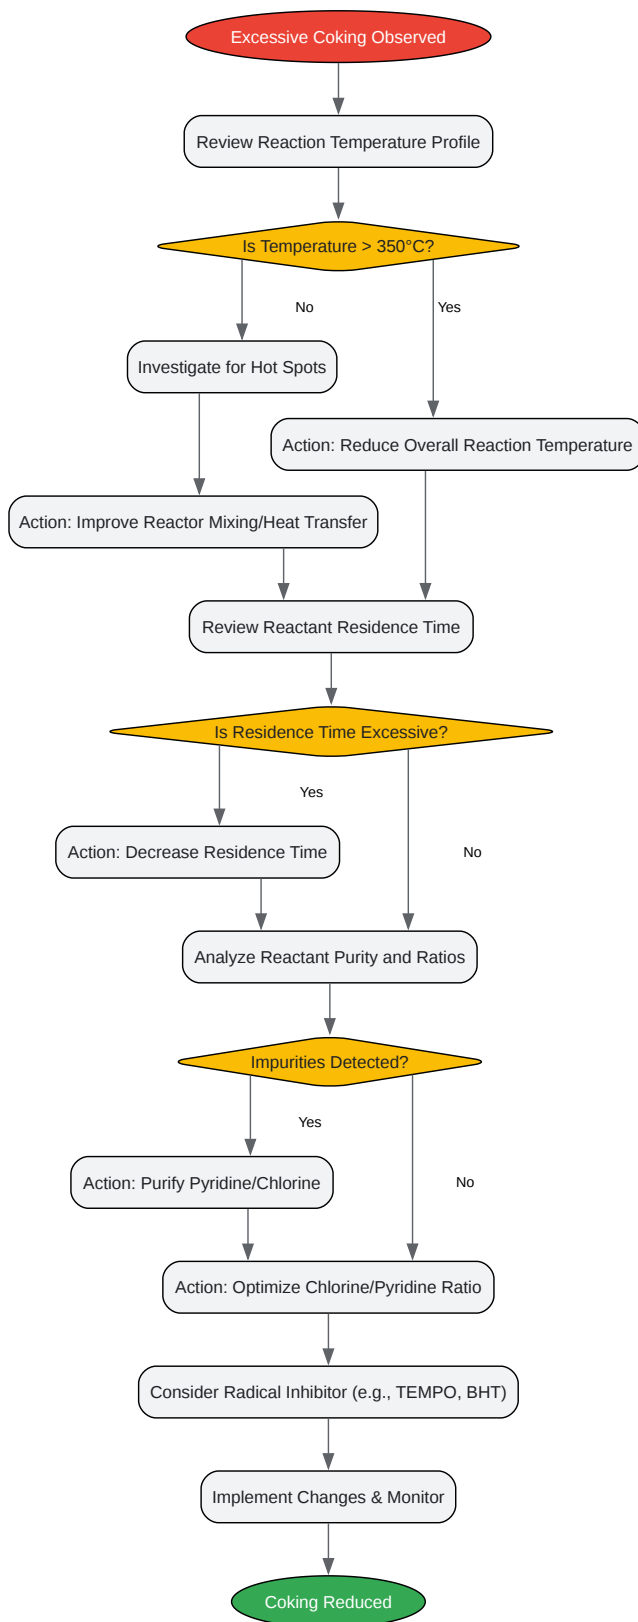 Excessive Coking Observed
Review Reaction Temperature Profile
Is Temperature > 350°C?
No
Yes
Investigate for Hot Spots
Action: Reduce Overall Reaction Temperature
Action: Improve Reactor Mixing/Heat Transfer
Review Reactant Residence Time
Is Residence Time Excessive?
Yes
Action: Decrease Residence Time
No
Analyze Reactant Purity and Ratios
Impurities Detected?
Yes
Action: Purify Pyridine/Chlorine
No
Action: Optimize Chlorine/Pyridine Ratio
Consider Radical Inhibitor (e.g., TEMPO, BHT)
Implement Changes & Monitor
Coking Reduced